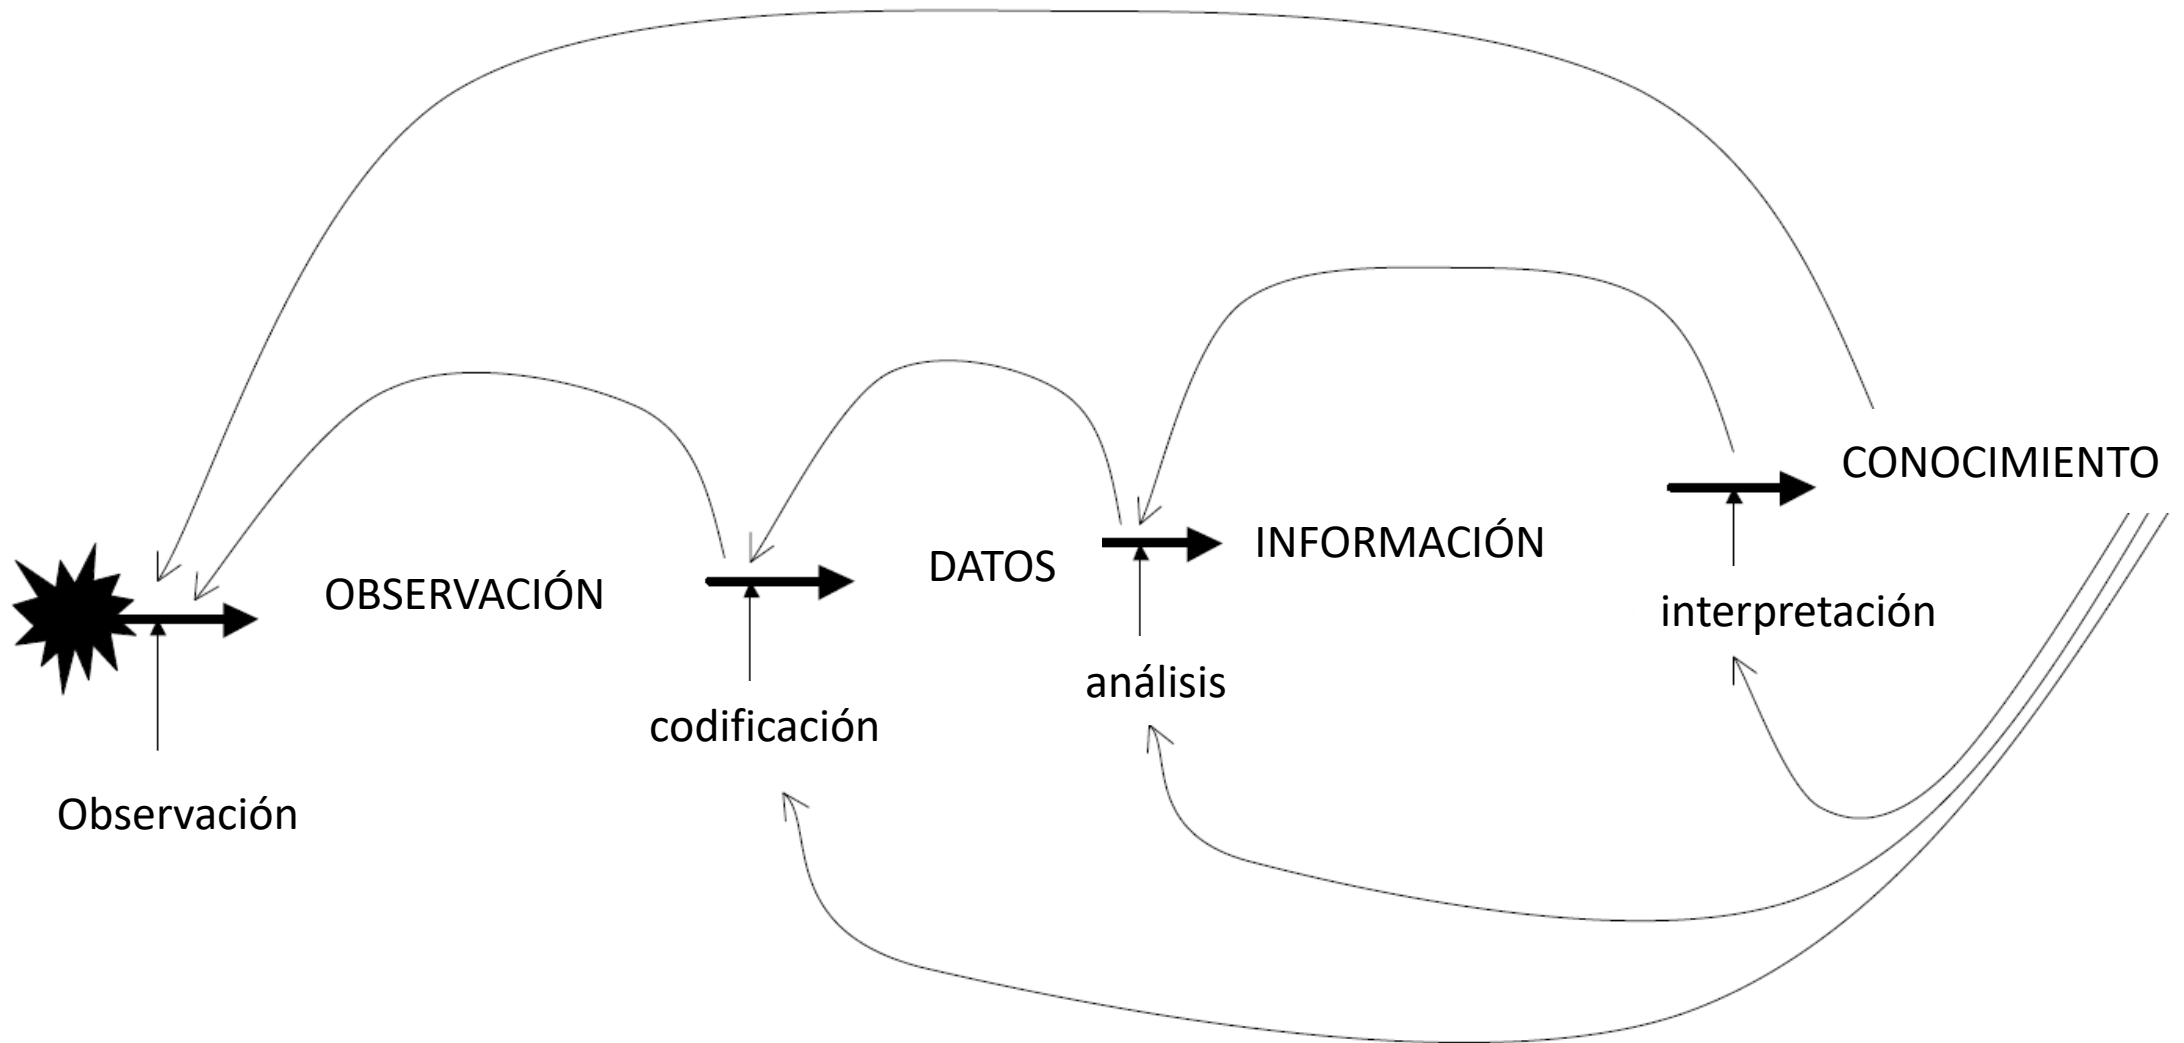 CONOCIMIENTO
INFORMACIÓN
DATOS
OBSERVACIÓN
interpretación
análisis
codificación
Observación